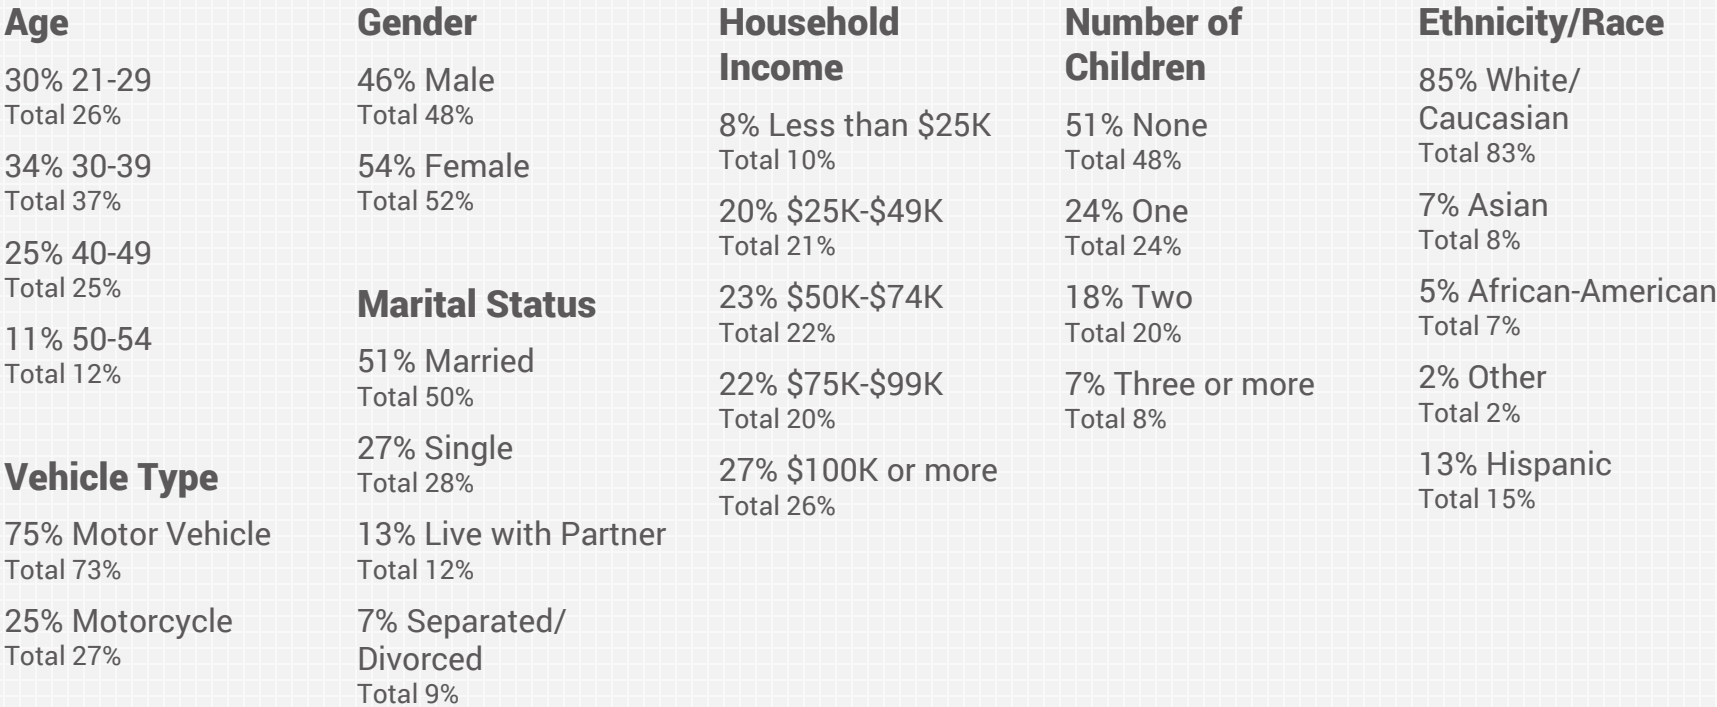 Age
30% 21-29
Total 26%
34% 30-39
Total 37%
25% 40-49
Total 25%
11% 50-54
Total 12%
Vehicle Type
75% Motor Vehicle
Total 73%
25% Motorcycle
Total 27%
Gender
46% Male
Total 48%
54% Female
Total 52%
Marital Status
51% Married
Total 50%
27% Single
Total 28%
13% Live with Partner
Total 12%
7% Separated/
Divorced
Total 9%
Household
Income
8% Less than $25K
Total 10%
20% $25K-$49K
Total 21%
23% $50K-$74K
Total 22%
22% $75K-$99K
Total 20%
27% $100K or more
Total 26%
Number of
Children
51% None
Total 48%
24% One
Total 24%
18% Two
Total 20%
7% Three or more
Total 8%
Ethnicity/Race
85% White/
Caucasian
Total 83%
7% Asian
Total 8%
5% African-American
Total 7%
2% Other
Total 2%
13% Hispanic
Total 15%